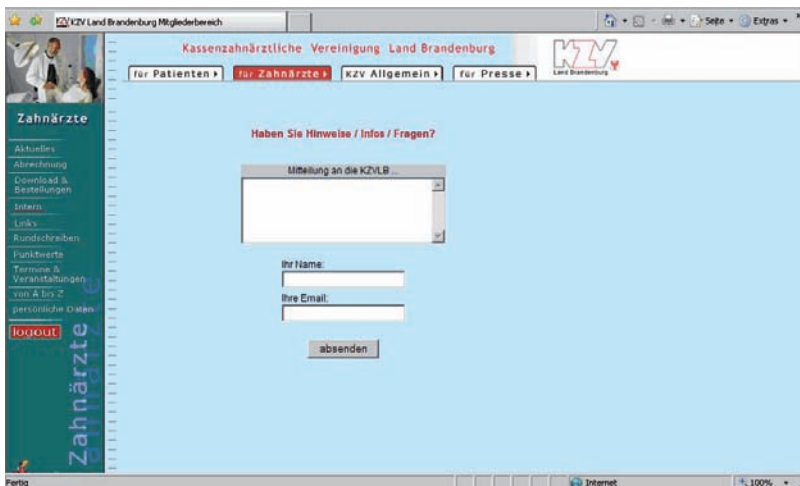 KZV Land Brandenburg Mitgliederbereich
Seite
Extras
Kassenzahnärztliche Vereinigung Land Brandenburg
für Patienten
für Zahnärzte
KZV Allgemein
für Presse
KZV
Land Brandenburg
Zahnärzte
Aktuelles
Abrechnung
Download &
Bestellungen
Intern
Links
Rundschreiben
Punktwerte
Termine &
Veranstaltungen
von A bis Z
persönliche Daten
logout
Zahnärzte
Haben Sie Hinweise / Infos / Fragen?
Mitteilung an die KZVLB ...
Ihr Name:
Ihre Email:
absenden
Fertig
Internet
100%